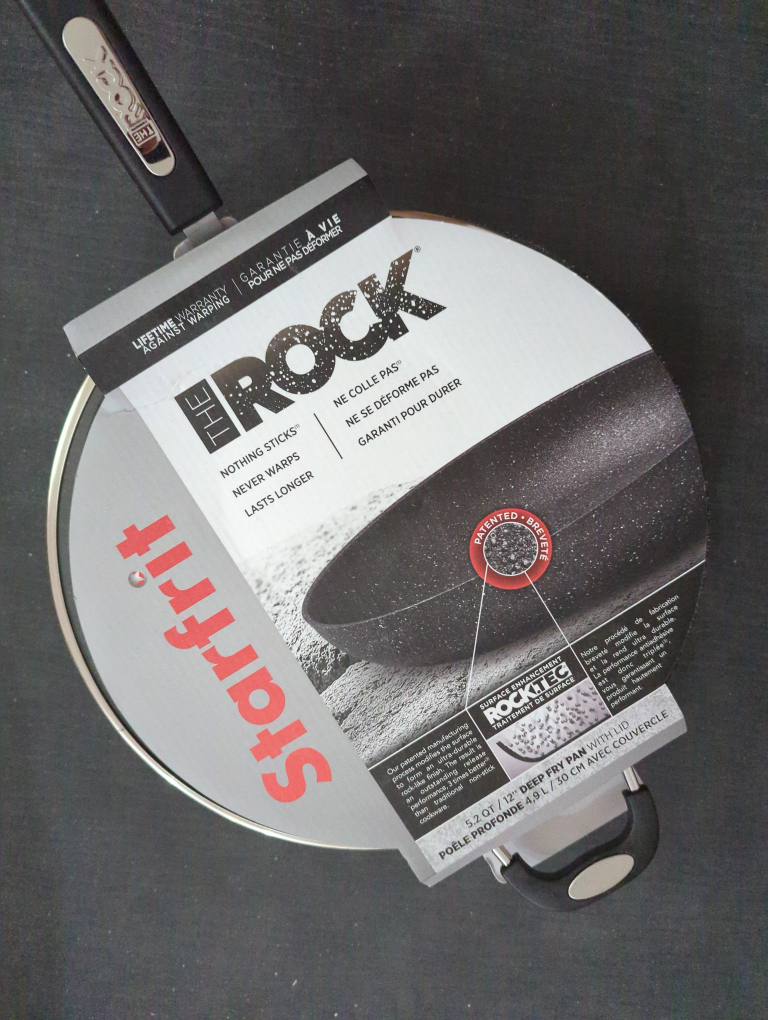 THE
LIFETIME WARRANTY
AGAINST WARPING
GARANTIE À VIE
POUR NE PAS DÉFORMER
THE ROCK®
NOTHING STICKS
NEVER WARPS
LASTS LONGER
NE COLLE PAS
NE SE DÉFORME PAS
GARANTI POUR DURER
Starfrit
PATENTED • BREVETÉ
SURFACE ENHANCEMENT
ROCKTEC
TRAITEMENT DE SURFACE
Our patented manufacturing
process modifies the surface
to form an ultra-durable
rock-like finish. The result is
an outstanding release
performance, 3 times better
than traditional non-stick
cookware.
Notre procédé de fabrication
breveté modifie la surface
et la rend ultra durable.
La performance antiadhésive
est donc triplée
vous garantissant un
produit hautement
performant.
5.2 QT / 12" DEEP FRY PAN WITH LID
POÊLE PROFONDE 4,9 L / 30 CM AVEC COUVERCLE